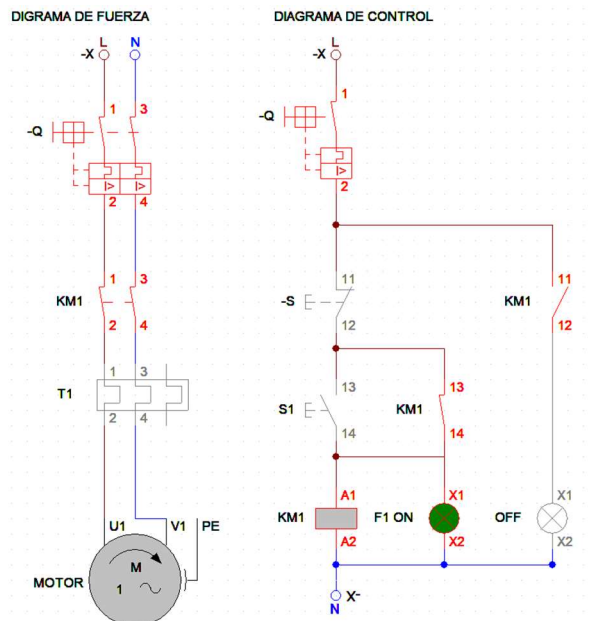 DIGRAMA DE FUERZA
L N
-X
1 3
-Q
I> I>
2 4
1 3
KM1
2 4
1 3
T1
2 4
U1 V1 PE
M
MOTOR
1
DIAGRAMA DE CONTROL
L
-X
1
-Q
I>
2
11 11
-S KM1
12 12
13 13
S1 KM1
14 14
A1 X1 X1
KM1 F1 ON OFF
A2 X2 X2
X-
N